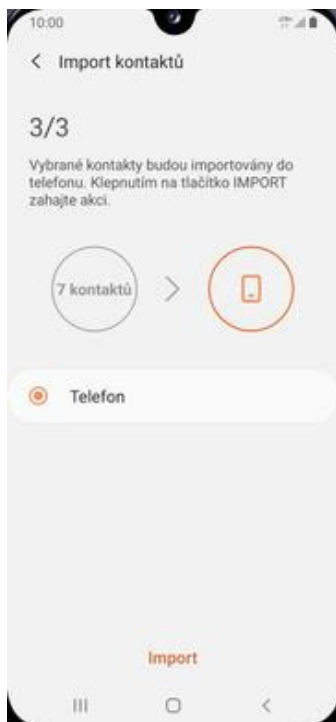 10:00
Import kontaktů
3/3
Vybrané kontakty budou importovány do
telefonu. Klepnutím na tlačítko IMPORT
zahajte akci.
7 kontaktů
Telefon
Import